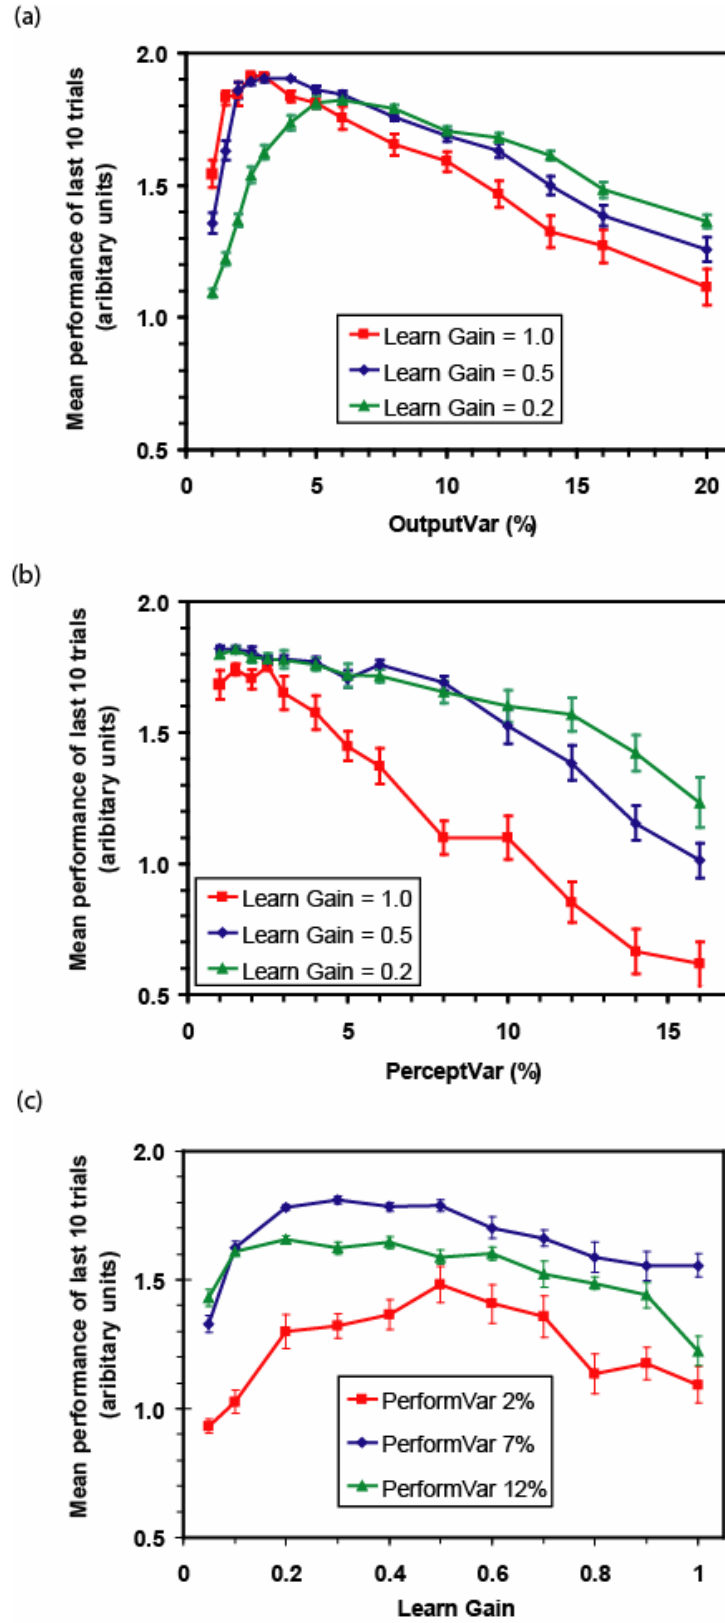 (a)
Mean performance of last 10 trials
(aribitary units)
2.0
1.5
1.0
0.5
Learn Gain = 1.0
Learn Gain = 0.5
Learn Gain = 0.2
0 5 10 15 20
OutputVar (%)
(b)
Mean performance of last 10 trials
(aribitary units)
2.0
1.5
1.0
0.5
Learn Gain = 1.0
Learn Gain = 0.5
Learn Gain = 0.2
0 5 10 15
PerceptVar (%)
(c)
Mean performance of last 10 trials
(aribitary units)
2.0
1.5
1.0
0.5
PerformVar 2%
PerformVar 7%
PerformVar 12%
0 0.2 0.4 0.6 0.8 1
Learn Gain